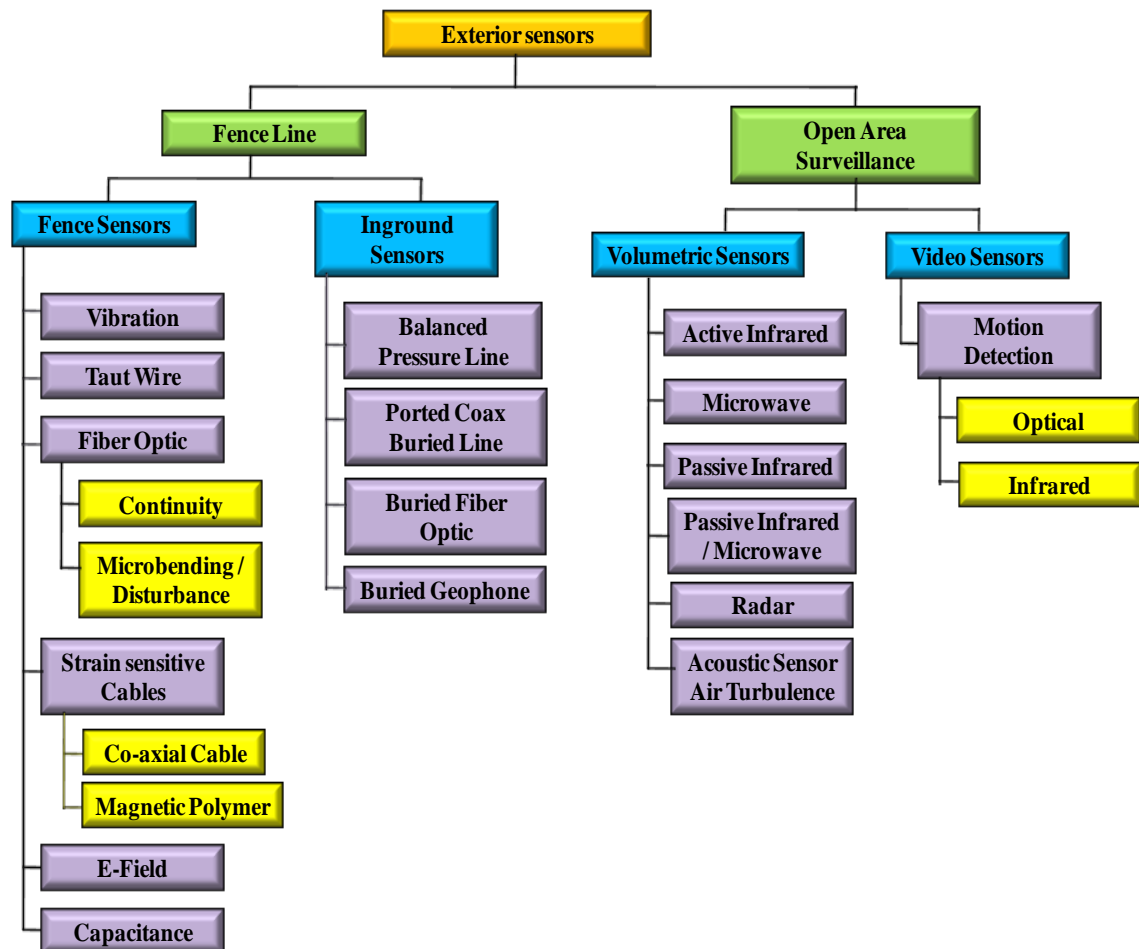 Exterior sensors
Fence Line
Open Area
Surveillance
Fence Sensors
Inground
Sensors
Volumetric Sensors
Video Sensors
Vibration
Taut Wire
Fiber Optic
Continuity
Microbending /
Disturbance
Strain sensitive
Cables
Co-axial Cable
Magnetic Polymer
E-Field
Capacitance
Balanced
Pressure Line
Ported Coax
Buried Line
Buried Fiber
Optic
Buried Geophone
Active Infrared
Microwave
Passive Infrared
Passive Infrared
/ Microwave
Radar
Acoustic Sensor
Air Turbulence
Motion
Detection
Optical
Infrared